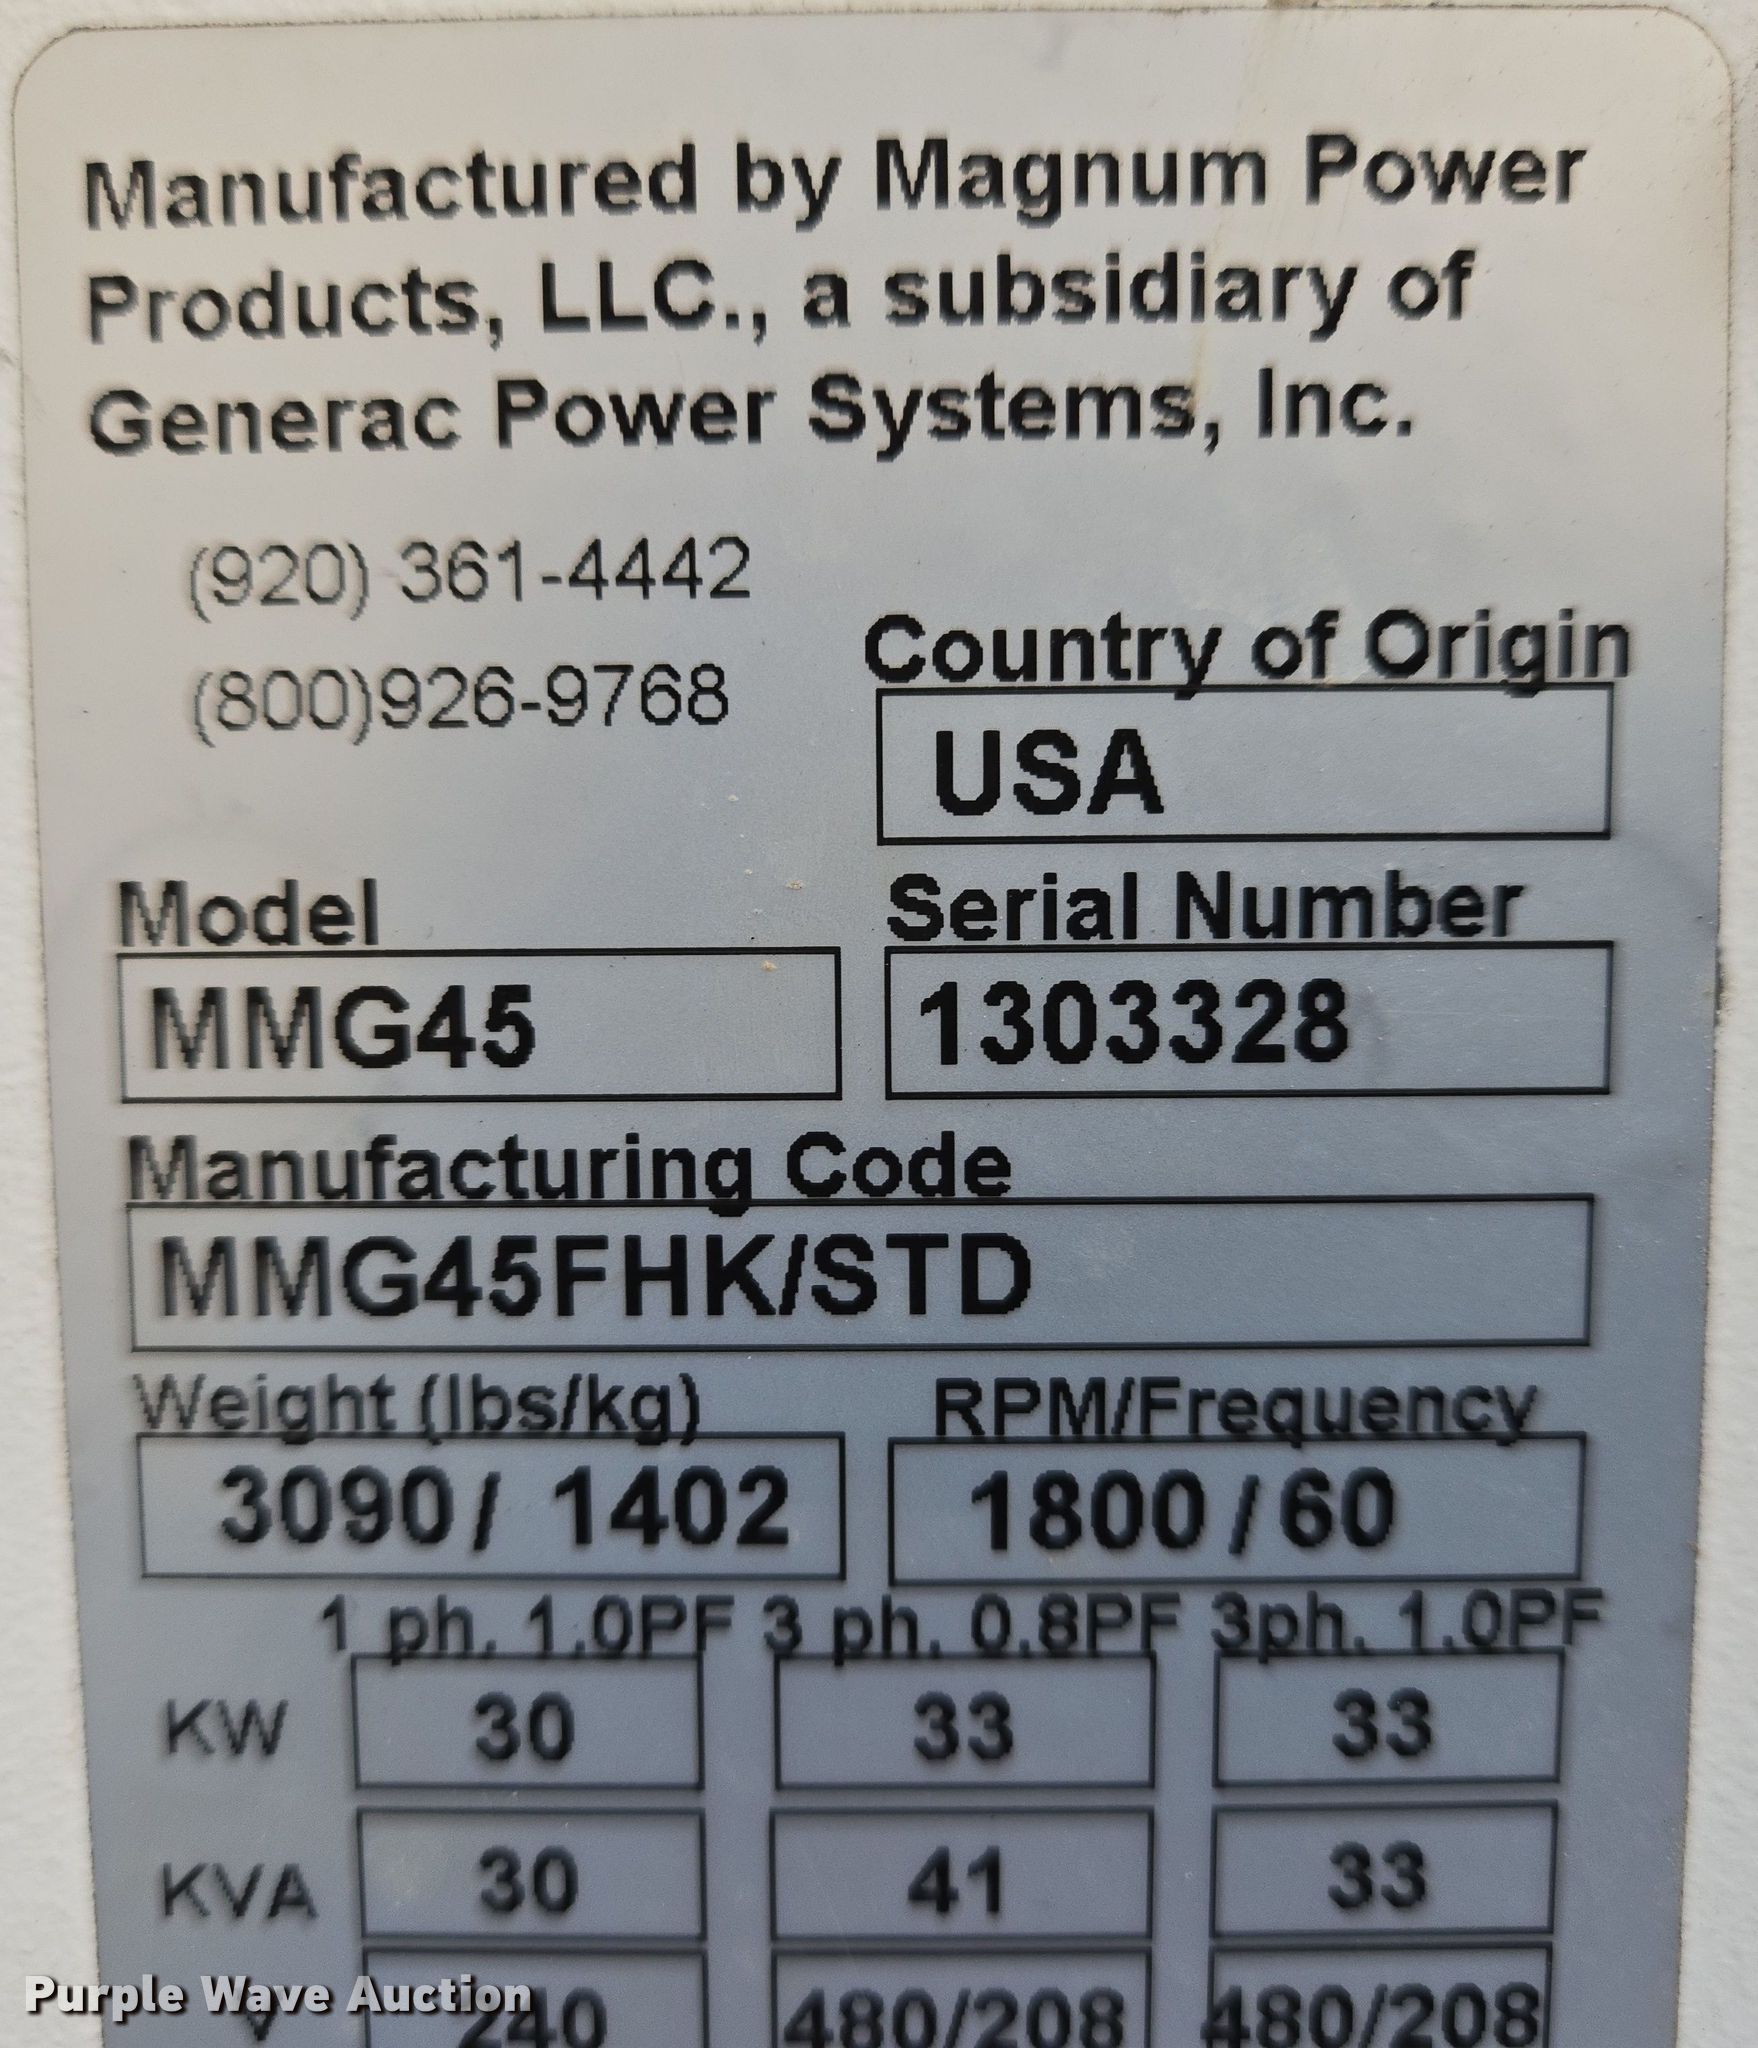 Manufactured by Magnum Power
Products, LLC., a subsidiary of
Generac Power Systems, Inc.
(920) 361-4442
(800)926-9768
Country of Origin
USA
Model
Serial Number
MMG45
1303328
Manufacturing Code
MMG45FHK/STD
Weight (lbs/kg)
RPM/Frequency
3090/ 1402
1800/60
1 ph. 1.0PF 3 ph. 0.8PF 3ph. 1.0PF
KW 30 33 33
KVA 30 41 33
V 240 480/208 480/208
Purple Wave Auction